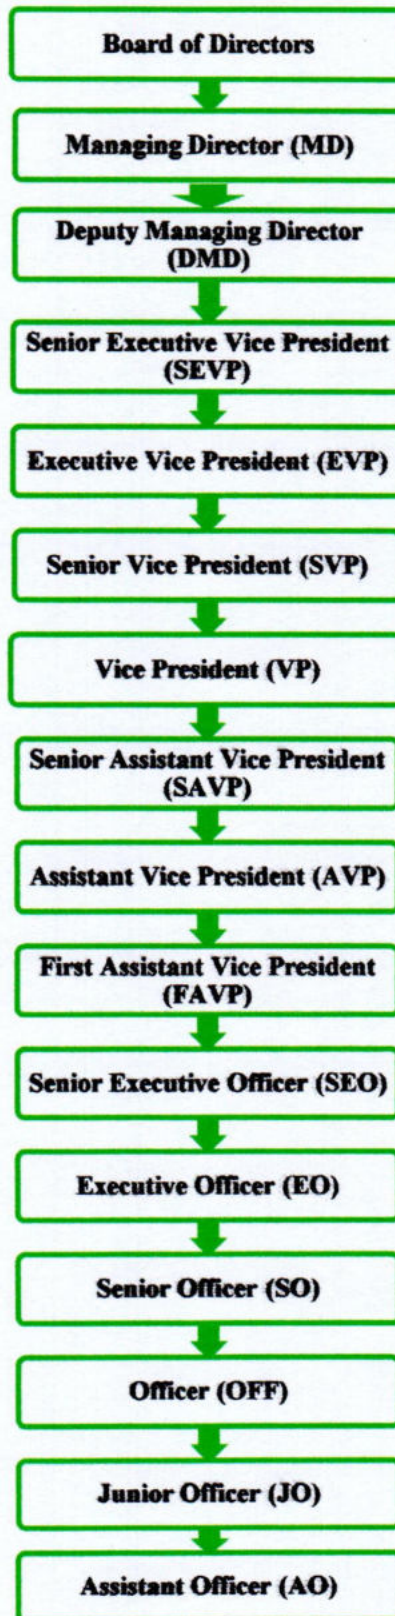 Board of Directors
Managing Director (MD)
Deputy Managing Director
(DMD)
Senior Executive Vice President
(SEVP)
Executive Vice President (EVP)
Senior Vice President (SVP)
Vice President (VP)
Senior Assistant Vice President
(SAVP)
Assistant Vice President (AVP)
First Assistant Vice President
(FAVP)
Senior Executive Officer (SEO)
Executive Officer (EO)
Senior Officer (SO)
Officer (OFF)
Junior Officer (JO)
Assistant Officer (AO)